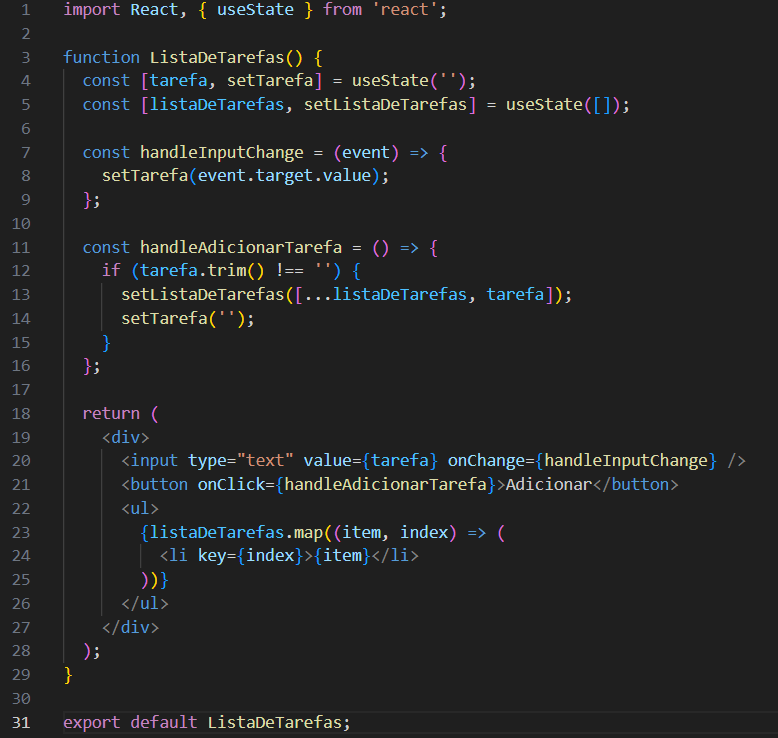 1 import React, { useState } from 'react';
2
3 function ListaDeTarefas() {
4   const [tarefa, setTarefa] = useState('');
5   const [listaDeTarefas, setListaDeTarefas] = useState([]);
6
7   const handleInputChange = (event) => {
8     setTarefa(event.target.value);
9   };
10
11   const handleAdicionarTarefa = () => {
12     if (tarefa.trim() !== '') {
13       setListaDeTarefas([...listaDeTarefas, tarefa]);
14       setTarefa('');
15     }
16   };
17
18   return (
19     <div>
20       <input type="text" value={tarefa} onChange={handleInputChange} />
21       <button onClick={handleAdicionarTarefa}>Adicionar</button>
22       <ul>
23         {listaDeTarefas.map((item, index) => (
24           <li key={index}>{item}</li>
25         ))}
26       </ul>
27     </div>
28   );
29 }
30
31 export default ListaDeTarefas;